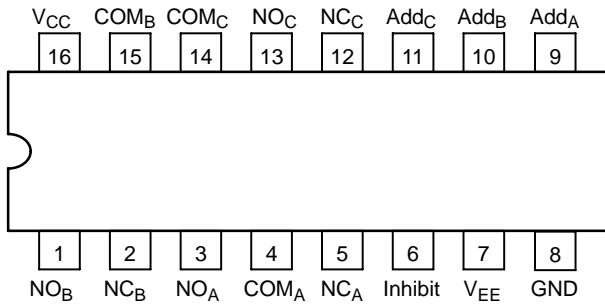 VCC COMB COMC NOC NCC AddC AddB AddA
16 15 14 13 12 11 10 9
1 2 3 4 5 6 7 8
NOB NCB NOA COMA NCA Inhibit VEE GND